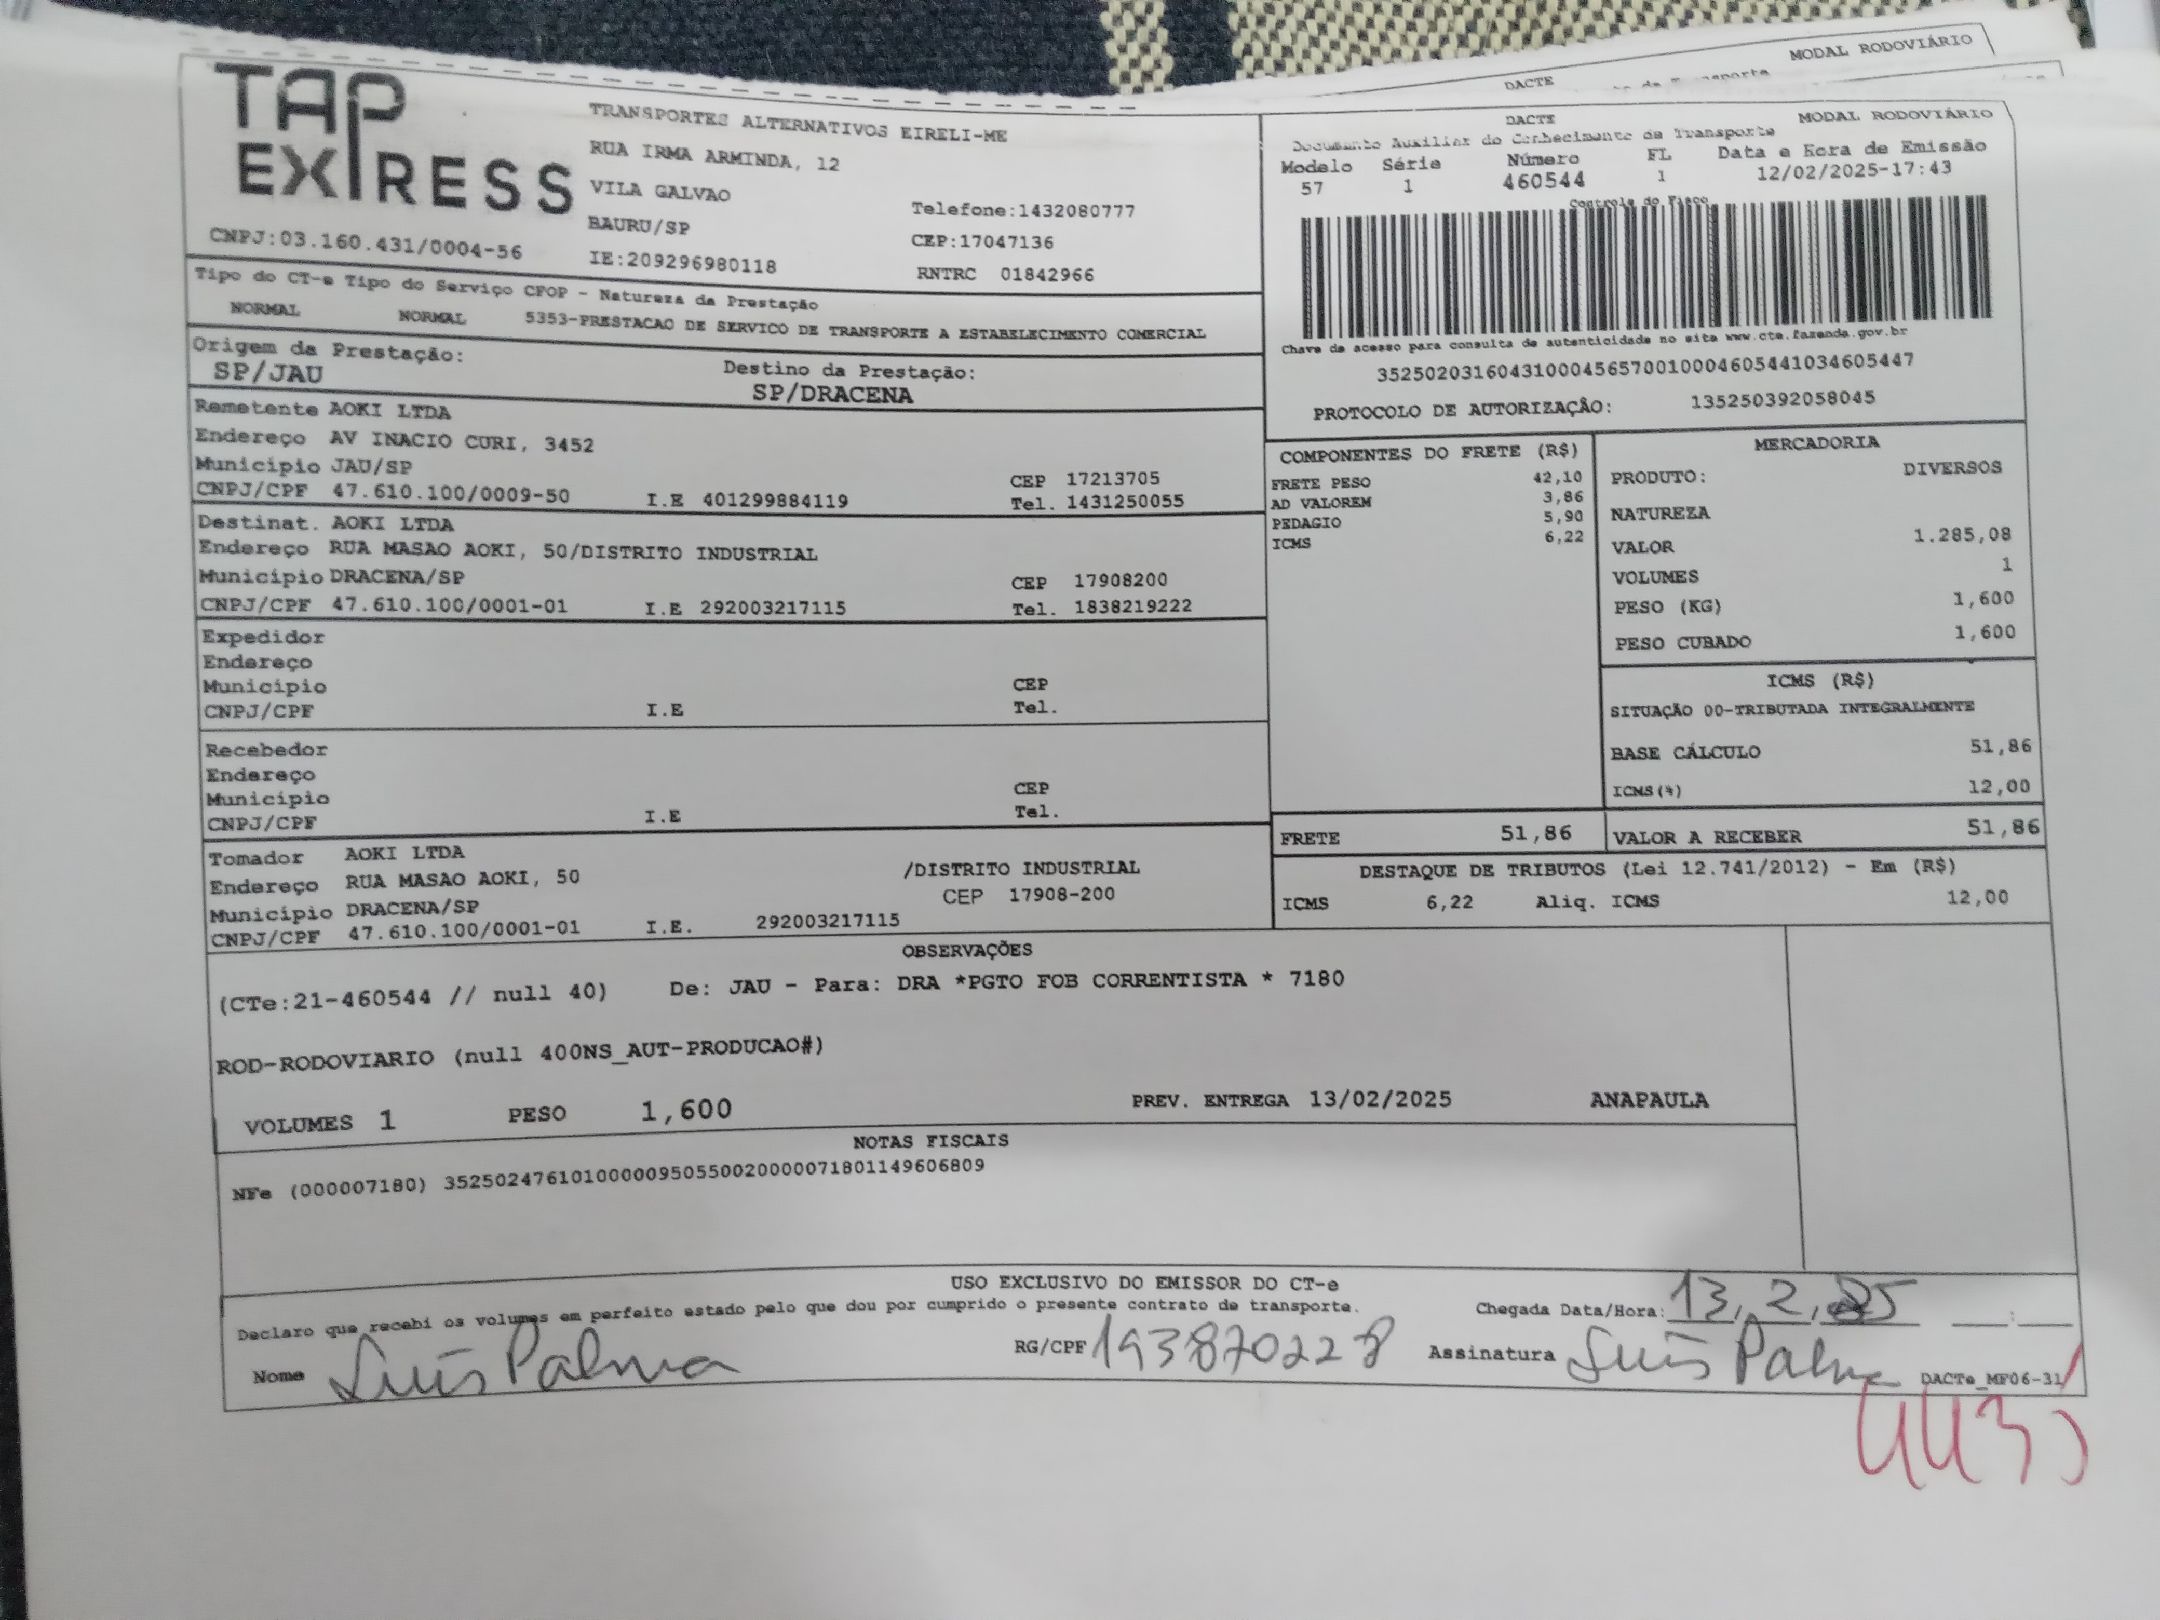 DACTE
MODAL RODOVIÁRIO
TAP
EXPRESS
CNPJ:03.160.431/0004-56
TRANSPORTES ALTERNATIVOS EIRELI-ME
RUA IRMA ARMINDA, 12
VILA GALVAO
BAURU/SP
IE:209296980118
Telefone:1432080777
CEP:17047136
RNTRC 01842966
DACTE MODAL RODOVIÁRIO
Documento Auxiliar do Conhecimento de Transporte
Modelo Série Número FL Data e Hora de Emissão
57 1 460544 1 12/02/2025-17:43
Controle do Fisco
Chave de acesso para consulta de autenticidade no site www.cte.fazenda.gov.br
35250203160431000456570010004605441034605447
PROTOCOLO DE AUTORIZAÇÃO: 135250392058045
Tipo do CT-e Tipo do Serviço CFOP - Natureza da Prestação
NORMAL NORMAL 5353-PRESTACAO DE SERVICO DE TRANSPORTE A ESTABELECIMENTO COMERCIAL
Origem da Prestação: Destino da Prestação:
SP/JAU SP/DRACENA
Remetente AOKI LTDA
Endereço AV INACIO CURI, 3452
Município JAU/SP CEP 17213705
CNPJ/CPF 47.610.100/0009-50 I.E 401299884119 Tel. 1431250055
Destinat. AOKI LTDA
Endereço RUA MASAO AOKI, 50/DISTRITO INDUSTRIAL
Município DRACENA/SP CEP 17908200
CNPJ/CPF 47.610.100/0001-01 I.E 292003217115 Tel. 1838219222
Expedidor
Endereço
Município CEP
CNPJ/CPF I.E Tel.
Recebedor
Endereço
Município CEP
CNPJ/CPF I.E Tel.
Tomador AOKI LTDA
Endereço RUA MASAO AOKI, 50 /DISTRITO INDUSTRIAL
Município DRACENA/SP CEP 17908-200
CNPJ/CPF 47.610.100/0001-01 I.E. 292003217115
COMPONENTES DO FRETE (R$)
FRETE PESO 42,10
AD VALOREM 3,86
PEDAGIO 5,90
ICMS 6,22
MERCADORIA
PRODUTO: DIVERSOS
NATUREZA
VALOR 1.285,08
VOLUMES 1
PESO (KG) 1,600
PESO CUBADO 1,600
ICMS (R$)
SITUAÇÃO 00-TRIBUTADA INTEGRALMENTE
BASE CÁLCULO 51,86
ICMS(%) 12,00
FRETE 51,86 VALOR A RECEBER 51,86
DESTAQUE DE TRIBUTOS (Lei 12.741/2012) - Em (R$)
ICMS 6,22 Aliq. ICMS 12,00
OBSERVAÇÕES
(CTe:21-460544 // null 40) De: JAU - Para: DRA *PGTO FOB CORRENTISTA * 7180
ROD-RODOVIARIO (null 400NS_AUT-PRODUCAO#)
VOLUMES 1 PESO 1,600 PREV. ENTREGA 13/02/2025 ANAPAULA
NOTAS FISCAIS
NFe (000007180) 35250247610100000950550020000071801149606809
USO EXCLUSIVO DO EMISSOR DO CT-e
Declaro que recebi os volumes em perfeito estado pelo que dou por cumprido o presente contrato de transporte. Chegada Data/Hora: 13, 2, 25 __:__
Nome Luís Palma RG/CPF 193870228 Assinatura Luís Palma DACTe_MF06-31